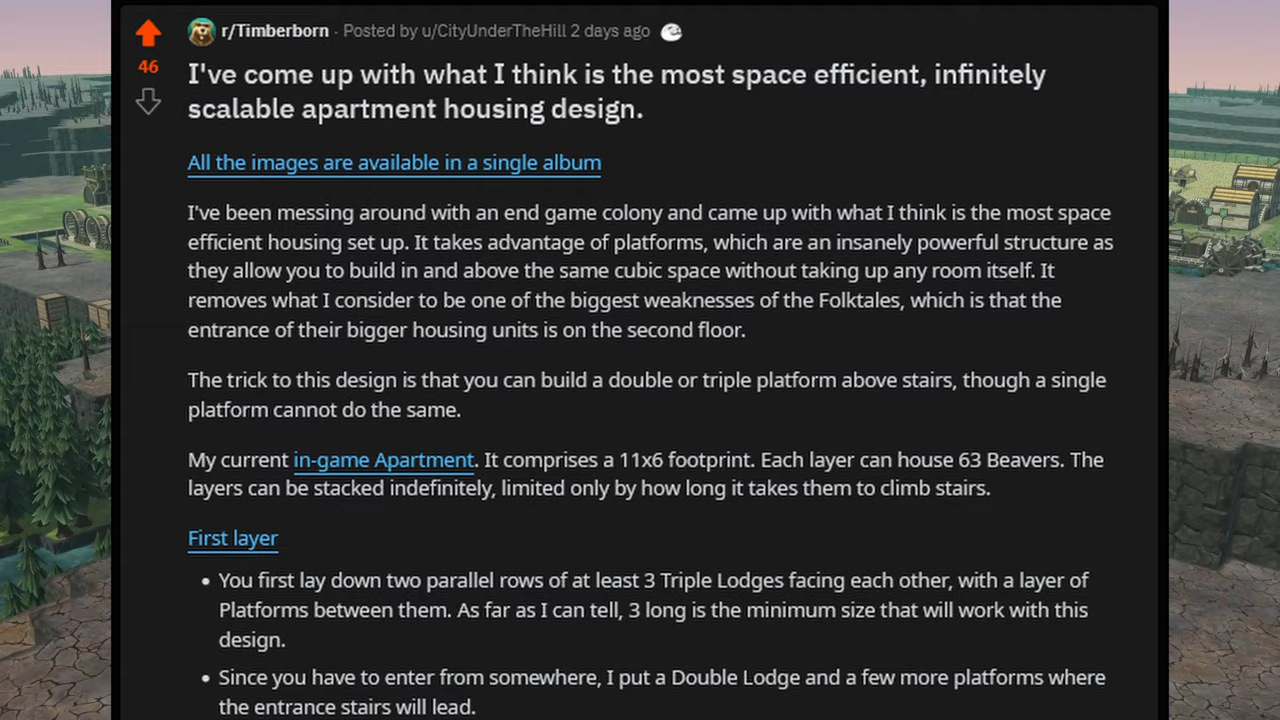 r/Timberborn · Posted by u/CityUnderTheHill 2 days ago
46
I've come up with what I think is the most space efficient, infinitely
scalable apartment housing design.
All the images are available in a single album
I've been messing around with an end game colony and came up with what I think is the most space
efficient housing set up. It takes advantage of platforms, which are an insanely powerful structure as
they allow you to build in and above the same cubic space without taking up any room itself. It
removes what I consider to be one of the biggest weaknesses of the Folktales, which is that the
entrance of their bigger housing units is on the second floor.
The trick to this design is that you can build a double or triple platform above stairs, though a single
platform cannot do the same.
My current in-game Apartment. It comprises a 11x6 footprint. Each layer can house 63 Beavers. The
layers can be stacked indefinitely, limited only by how long it takes them to climb stairs.
First layer
• You first lay down two parallel rows of at least 3 Triple Lodges facing each other, with a layer of
Platforms between them. As far as I can tell, 3 long is the minimum size that will work with this
design.
• Since you have to enter from somewhere, I put a Double Lodge and a few more platforms where
the entrance stairs will lead.